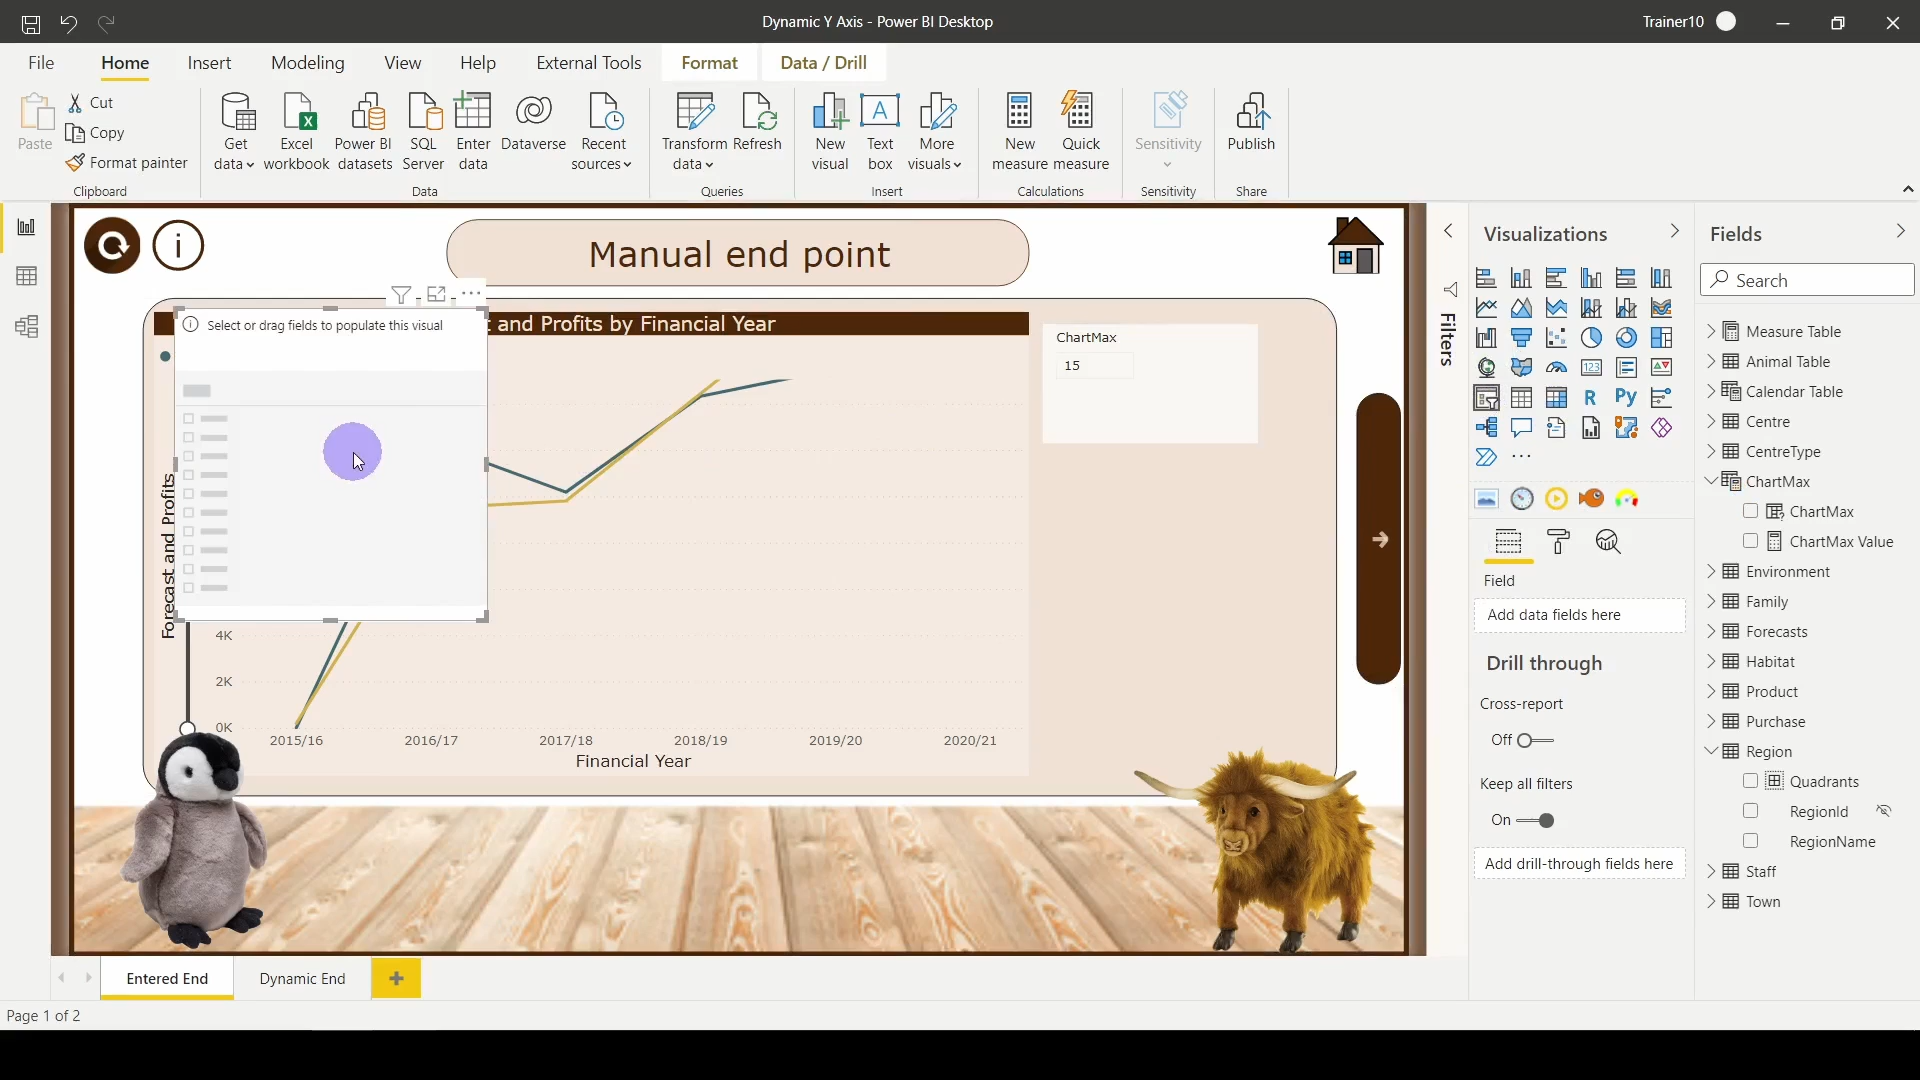 Dynamic Y Axis - Power BI Desktop
Trainer10
File
Home
Insert
Modeling
View
Help
External Tools
Format
Data / Drill
Paste
Cut
Copy
Format painter
Clipboard
Get data
Excel workbook
Power BI datasets
SQL Server
Enter data
Dataverse
Recent sources
Data
Transform data
Refresh
Queries
New visual
Text box
More visuals
Insert
New measure
Quick measure
Calculations
Sensitivity
Sensitivity
Publish
Share
Manual end point
Select or drag fields to populate this visual
and Profits by Financial Year
ChartMax
15
Forecast and Profits
4K
2K
0K
2015/16
2016/17
2017/18
2018/19
2019/20
2020/21
Financial Year
Filters
Visualizations
R
Py
123
Field
Add data fields here
Drill through
Cross-report
Off
Keep all filters
On
Add drill-through fields here
Fields
Search
Measure Table
Animal Table
Calendar Table
Centre
CentreType
ChartMax
ChartMax
ChartMax Value
Environment
Family
Forecasts
Habitat
Product
Purchase
Region
Quadrants
RegionId
RegionName
Staff
Town
Entered End
Dynamic End
Page 1 of 2